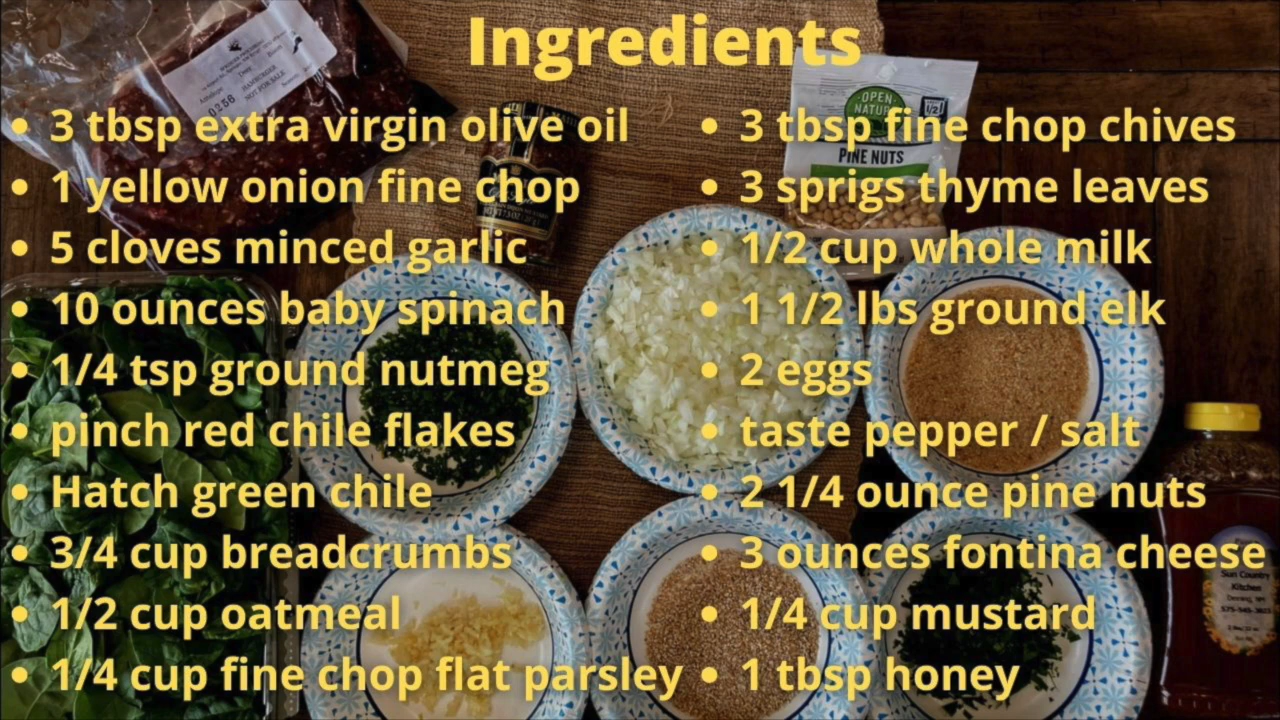 Ingredients
• 3 tbsp extra virgin olive oil
• 1 yellow onion fine chop
• 5 cloves minced garlic
• 10 ounces baby spinach
• 1/4 tsp ground nutmeg
• pinch red chile flakes
• Hatch green chile
• 3/4 cup breadcrumbs
• 1/2 cup oatmeal
• 1/4 cup fine chop flat parsley
• 3 tbsp fine chop chives
• 3 sprigs thyme leaves
• 1/2 cup whole milk
• 1 1/2 lbs ground elk
• 2 eggs
• taste pepper / salt
• 2 1/4 ounce pine nuts
• 3 ounces fontina cheese
• 1/4 cup mustard
• 1 tbsp honey
0256
HAMBURGER
NOT FOR SALE
OPEN
NATURE
PINE NUTS
Sun Country
Kitchen